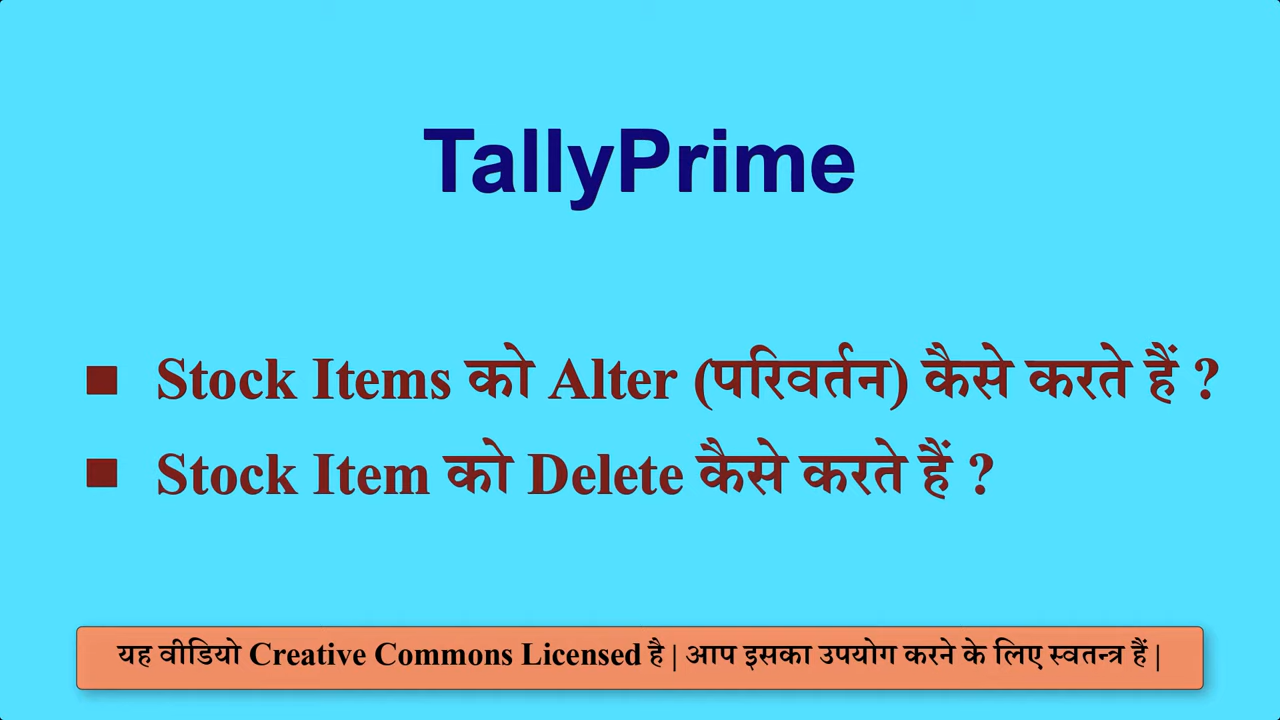 TallyPrime
■ Stock Items को Alter (परिवर्तन) कैसे करते हैं ?
■ Stock Item को Delete कैसे करते हैं ?
यह वीडियो Creative Commons Licensed है | आप इसका उपयोग करने के लिए स्वतन्त्र हैं |